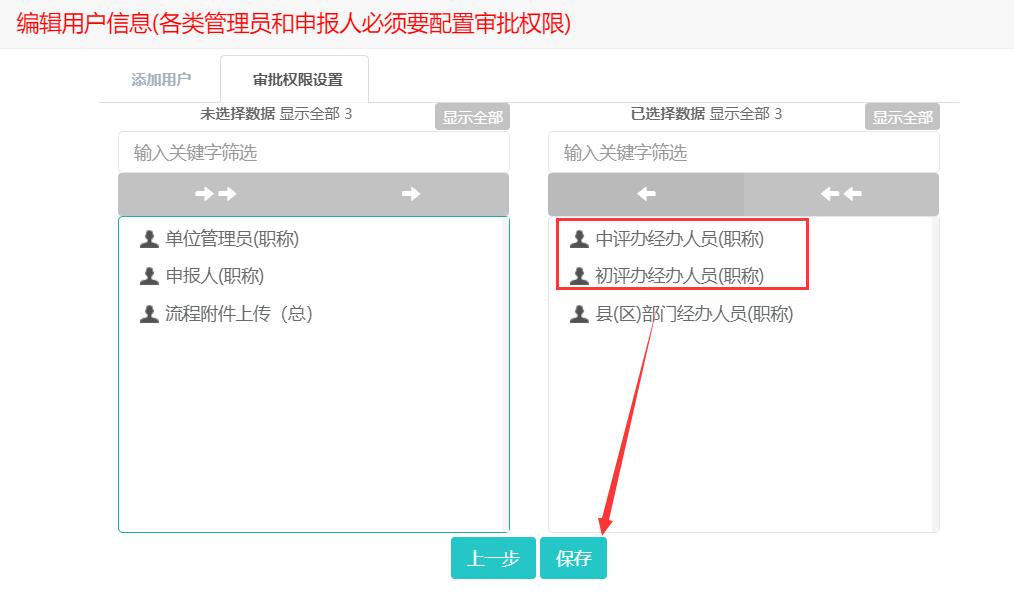 编辑用户信息(各类管理员和申报人必须要配置审批权限)
添加用户 审批权限设置
未选择数据 显示全部 3 显示全部
已选择数据 显示全部 3 显示全部
输入关键字筛选
输入关键字筛选
单位管理员(职称)
申报人(职称)
流程附件上传（总）
中评办经办人员(职称)
初评办经办人员(职称)
县(区)部门经办人员(职称)
上一步 保存